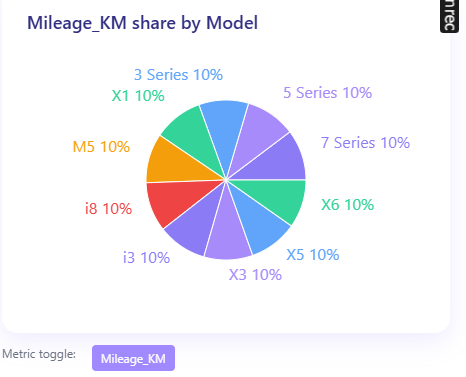 Mileage_KM share by Model
n rec
3 Series 10%
5 Series 10%
X1 10%
7 Series 10%
M5 10%
X6 10%
i8 10%
X5 10%
i3 10%
X3 10%
Metric toggle:
Mileage_KM